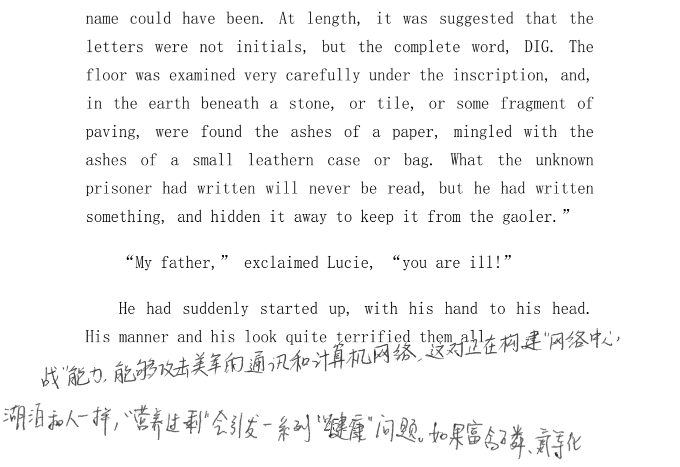 name could have been. At length, it was suggested that the
letters were not initials, but the complete word, DIG. The
floor was examined very carefully under the inscription, and,
in the earth beneath a stone, or tile, or some fragment of
paving, were found the ashes of a paper, mingled with the
ashes of a small leathern case or bag. What the unknown
prisoner had written will never be read, but he had written
something, and hidden it away to keep it from the gaoler.”
“My father,” exclaimed Lucie, “you are ill!”
He had suddenly started up, with his hand to his head.
His manner and his look quite terrified them all.
战"能力,能够攻击美军的通讯和计算机网络,这对正在构建"网络中心
湖泊和人一样,"营养过剩"会引发一系列"健康"问题。如果富含磷、氮等化